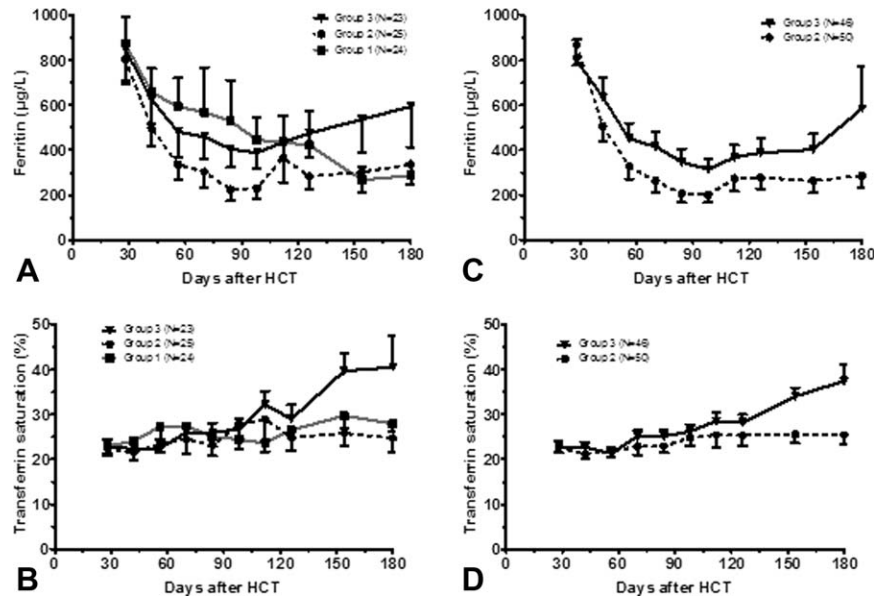 Group 3 (N=23)
Group 2 (N=25)
Group 1 (N=24)
1000
800
600
400
200
0
Ferritin (µg/L)
30
60
90
120
150
180
Days after HCT
A
Group 3 (N=46)
Group 2 (N=50)
1000
800
600
400
200
0
Ferritin (µg/L)
30
60
90
120
150
180
Days after HCT
C
Group 3 (N=23)
Group 2 (N=25)
Group 1 (N=24)
50
40
30
20
10
0
Transferrin saturation (%)
30
60
90
120
150
180
Days after HCT
B
Group 3 (N=46)
Group 2 (N=50)
50
40
30
20
10
0
Transferrin saturation (%)
30
60
90
120
150
180
Days after HCT
D